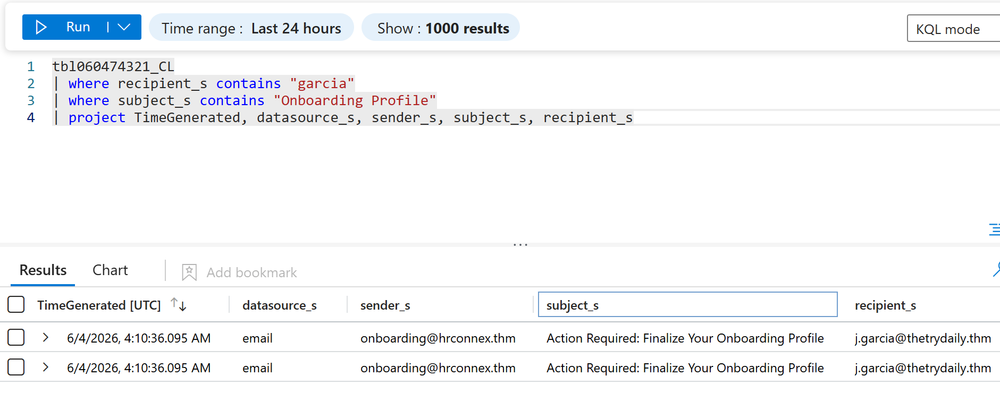 Run
Time range : Last 24 hours
Show : 1000 results
KQL mode
1 tbl060474321_CL
2 | where recipient_s contains "garcia"
3 | where subject_s contains "Onboarding Profile"
4 | project TimeGenerated, datasource_s, sender_s, subject_s, recipient_s
Results Chart Add bookmark
TimeGenerated [UTC] datasource_s sender_s subject_s recipient_s
6/4/2026, 4:10:36.095 AM email onboarding@hrconnex.thm Action Required: Finalize Your Onboarding Profile j.garcia@thetrydaily.thm
6/4/2026, 4:10:36.095 AM email onboarding@hrconnex.thm Action Required: Finalize Your Onboarding Profile j.garcia@thetrydaily.thm